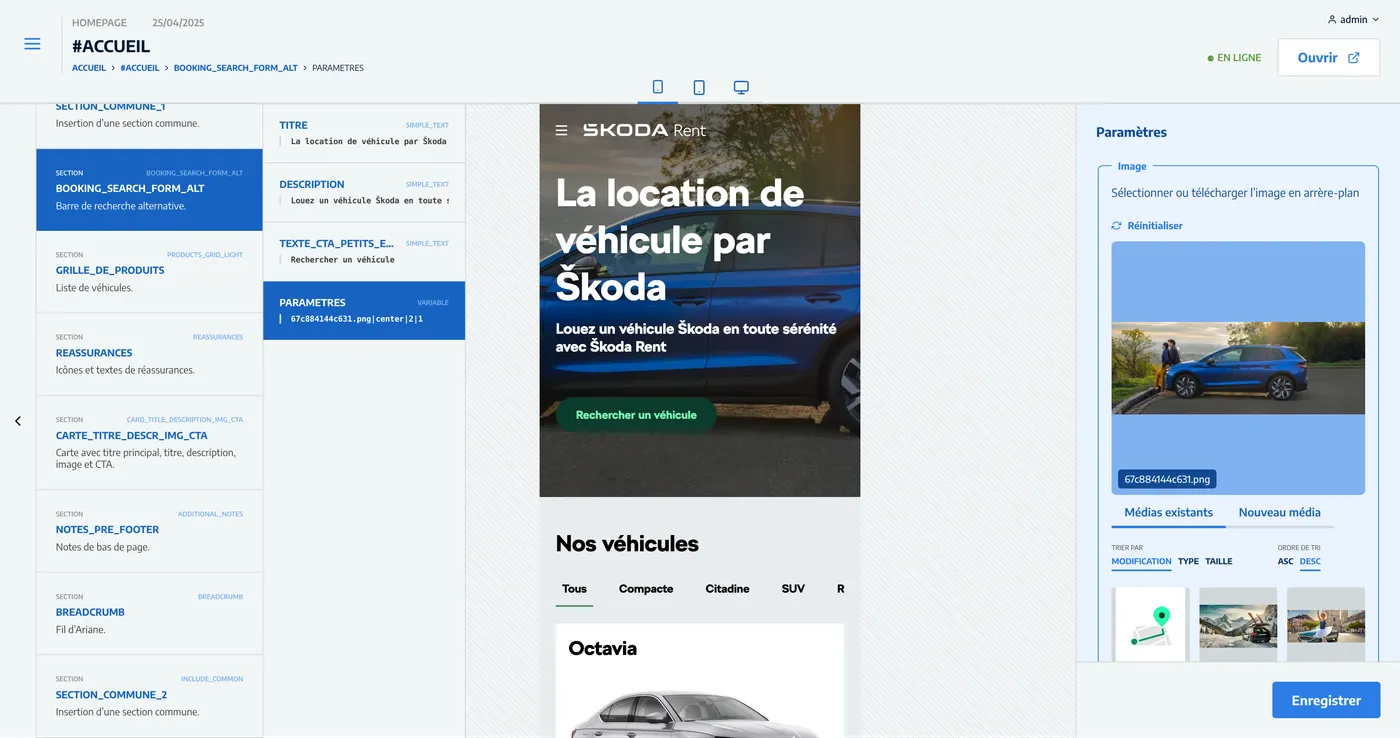 HOMEPAGE 25/04/2025
#ACCUEIL
ACCUEIL > #ACCUEIL > BOOKING_SEARCH_FORM_ALT > PARAMETRES
admin
EN LIGNE
Ouvrir
SECTION_COMMUNE_1
Insertion d'une section commune.
SECTION BOOKING_SEARCH_FORM_ALT
BOOKING_SEARCH_FORM_ALT
Barre de recherche alternative.
SECTION PRODUCTS_GRID_LIGHT
GRILLE_DE_PRODUITS
Liste de véhicules.
SECTION REASSURANCES
REASSURANCES
Icônes et textes de réassurances.
SECTION CARD_TITLE_DESCRIPTION_IMG_CTA
CARTE_TITRE_DESCR_IMG_CTA
Carte avec titre principal, titre, description,
image et CTA.
SECTION ADDITIONAL_NOTES
NOTES_PRE_FOOTER
Notes de bas de page.
SECTION BREADCRUMB
BREADCRUMB
Fil d'Ariane.
SECTION INCLUDE_COMMON
SECTION_COMMUNE_2
Insertion d'une section commune.
TITRE SIMPLE_TEXT
La location de véhicule par Škoda
DESCRIPTION SIMPLE_TEXT
Louez un véhicule Škoda en toute s
TEXTE_CTA_PETITS_E... SIMPLE_TEXT
Rechercher un véhicule
PARAMETRES VARIABLE
67c884144c631.png|center|2|1
ŠKODA Rent
La location de
véhicule par
Škoda
Louez un véhicule Škoda en toute sérénité
avec Škoda Rent
Rechercher un véhicule
Nos véhicules
Tous Compacte Citadine SUV R
Octavia
Paramètres
Image
Sélectionner ou télécharger l'image en arrère-plan
Réinitialiser
67c884144c631.png
Médias existants Nouveau média
TRIER PAR ORDRE DE TRI
MODIFICATION TYPE TAILLE ASC DESC
Enregistrer